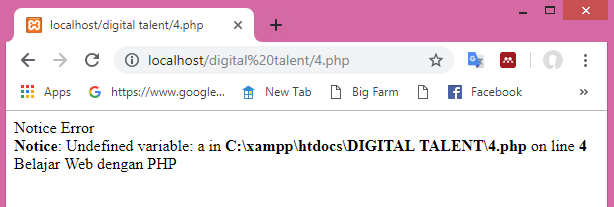 localhost/digital talent/4.php
localhost/digital%20talent/4.php
Apps https://www.google... New Tab Big Farm Facebook »
Notice Error
Notice: Undefined variable: a in C:\xampp\htdocs\DIGITAL TALENT\4.php on line 4
Belajar Web dengan PHP